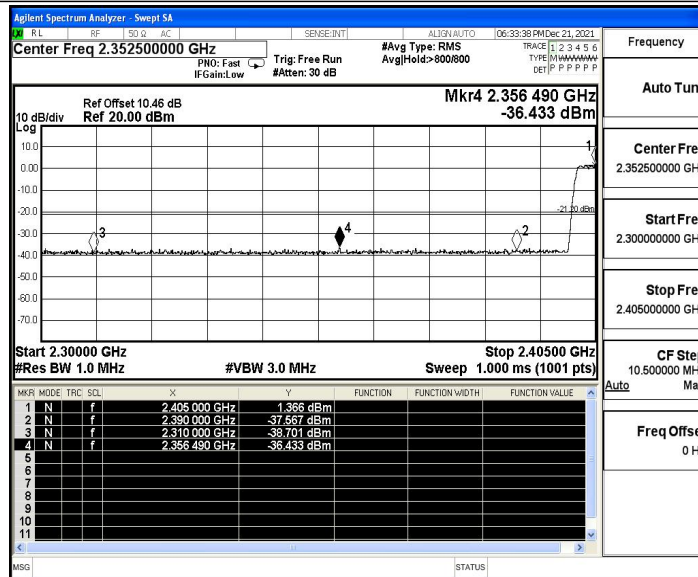 Agilent Spectrum Analyzer - Swept SA
RL RF 50 Ω AC SENSE:INT ALIGN AUTO 06:33:38 PM Dec 21, 2021
Center Freq 2.352500000 GHz
PNO: Fast
IFGain:Low
Trig: Free Run
#Atten: 30 dB
#Avg Type: RMS
Avg|Hold:>800/800
TRACE 1 2 3 4 5 6
TYPE M WWWWW
DET P P P P P P
Ref Offset 10.46 dB
10 dB/div Ref 20.00 dBm
Log
Mkr4 2.356 490 GHz
-36.433 dBm
10.0
0.00
-10.0
-20.0
-30.0
-40.0
-50.0
-60.0
-70.0
1
-21.20 dBm
3
4
2
Start 2.30000 GHz Stop 2.40500 GHz
#Res BW 1.0 MHz #VBW 3.0 MHz Sweep 1.000 ms (1001 pts)
MKR MODE TRC SCL X Y FUNCTION FUNCTION WIDTH FUNCTION VALUE
1 N f 2.405 000 GHz 1.366 dBm
2 N f 2.390 000 GHz -37.567 dBm
3 N f 2.310 000 GHz -38.701 dBm
4 N f 2.356 490 GHz -36.433 dBm
5
6
7
8
9
10
11
MSG STATUS
Frequency
Auto Tun
Center Fre
2.352500000 GH
Start Fre
2.300000000 GH
Stop Fre
2.405000000 GH
CF Ste
10.500000 MH
Auto Ma
Freq Offse
0 H